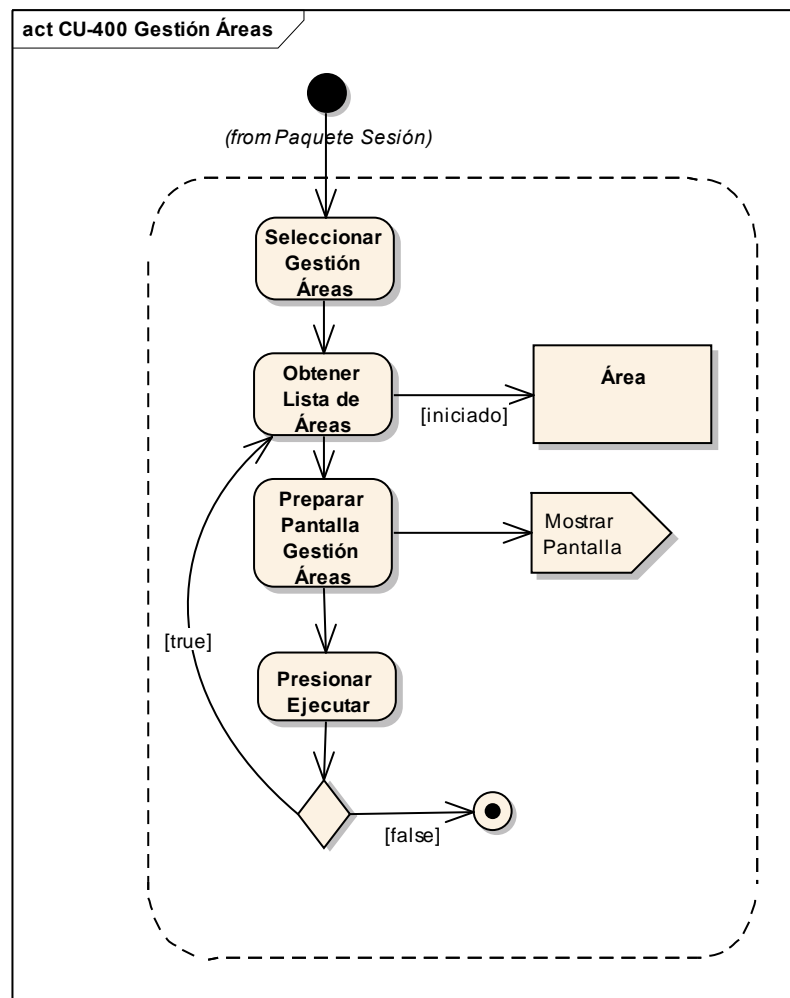 act CU-400 Gestión Áreas
(from Paquete Sesión)
Seleccionar
Gestión
Áreas
Obtener
Lista de
Áreas
[iniciado]
Área
Preparar
Pantalla
Gestión
Áreas
Mostrar
Pantalla
[true]
Presionar
Ejecutar
[false]